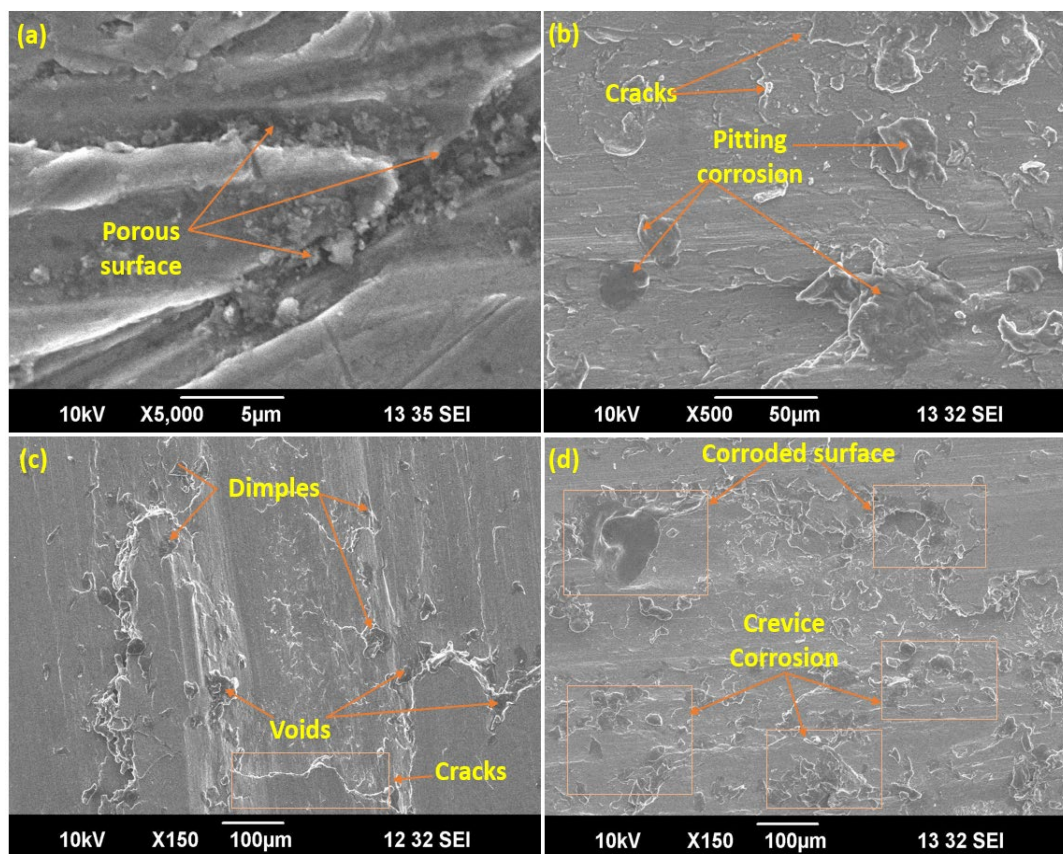 (a)
Porous
surface
10kV X5,000 5µm 13 35 SEI
(b)
Cracks
Pitting
corrosion
10kV X500 50µm 13 32 SEI
(c)
Dimples
Voids
Cracks
10kV X150 100µm 12 32 SEI
(d)
Corroded surface
Crevice
Corrosion
10kV X150 100µm 13 32 SEI